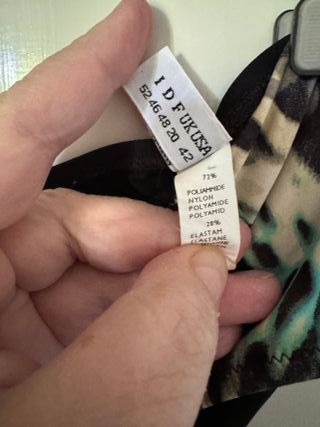 I D F UK USA
52 46 48 20 42
72%
POLIAMMIDE
NYLON
POLYAMIDE
POLYAMID
28%
ELASTAM
ELASTANE